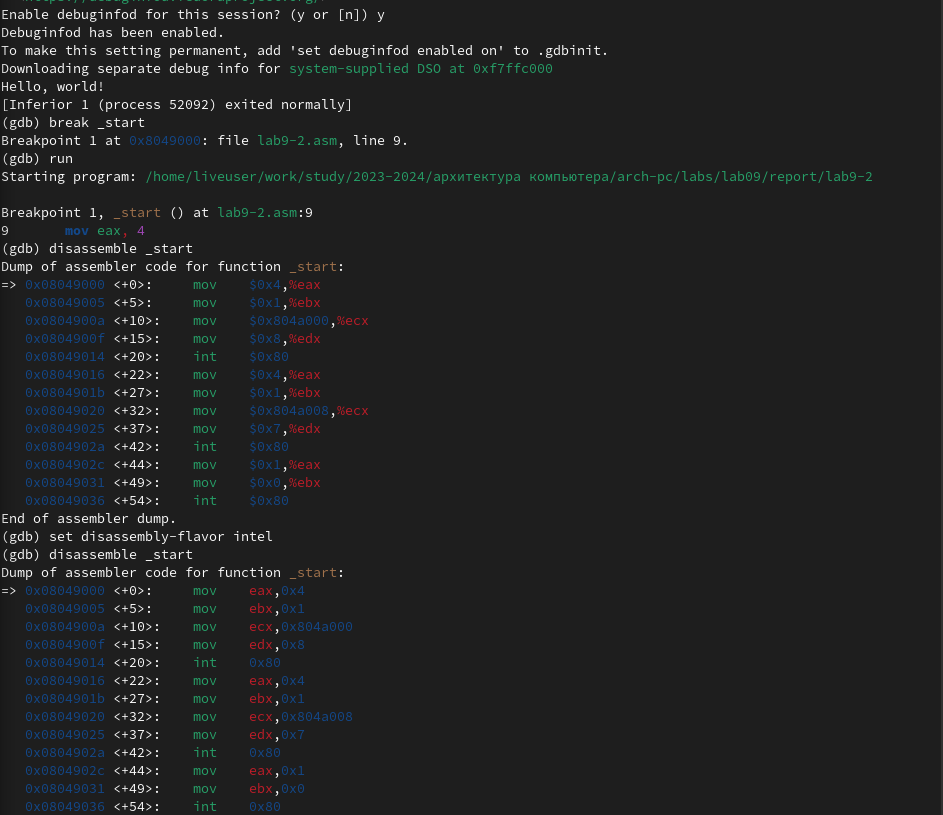 Enable debuginfod for this session? (y or [n]) y
Debuginfod has been enabled.
To make this setting permanent, add 'set debuginfod enabled on' to .gdbinit.
Downloading separate debug info for system-supplied DSO at 0xf7ffc000
Hello, world!
[Inferior 1 (process 52092) exited normally]
(gdb) break _start
Breakpoint 1 at 0x8049000: file lab9-2.asm, line 9.
(gdb) run
Starting program: /home/liveuser/work/study/2023-2024/архитектура компьютера/arch-pc/labs/lab09/report/lab9-2

Breakpoint 1, _start () at lab9-2.asm:9
9       mov eax, 4
(gdb) disassemble _start
Dump of assembler code for function _start:
=> 0x08049000 <+0>:     mov    $0x4,%eax
   0x08049005 <+5>:     mov    $0x1,%ebx
   0x0804900a <+10>:    mov    $0x804a000,%ecx
   0x0804900f <+15>:    mov    $0x8,%edx
   0x08049014 <+20>:    int    $0x80
   0x08049016 <+22>:    mov    $0x4,%eax
   0x0804901b <+27>:    mov    $0x1,%ebx
   0x08049020 <+32>:    mov    $0x804a008,%ecx
   0x08049025 <+37>:    mov    $0x7,%edx
   0x0804902a <+42>:    int    $0x80
   0x0804902c <+44>:    mov    $0x1,%eax
   0x08049031 <+49>:    mov    $0x0,%ebx
   0x08049036 <+54>:    int    $0x80
End of assembler dump.
(gdb) set disassembly-flavor intel
(gdb) disassemble _start
Dump of assembler code for function _start:
=> 0x08049000 <+0>:     mov    eax,0x4
   0x08049005 <+5>:     mov    ebx,0x1
   0x0804900a <+10>:    mov    ecx,0x804a000
   0x0804900f <+15>:    mov    edx,0x8
   0x08049014 <+20>:    int    0x80
   0x08049016 <+22>:    mov    eax,0x4
   0x0804901b <+27>:    mov    ebx,0x1
   0x08049020 <+32>:    mov    ecx,0x804a008
   0x08049025 <+37>:    mov    edx,0x7
   0x0804902a <+42>:    int    0x80
   0x0804902c <+44>:    mov    eax,0x1
   0x08049031 <+49>:    mov    ebx,0x0
   0x08049036 <+54>:    int    0x80